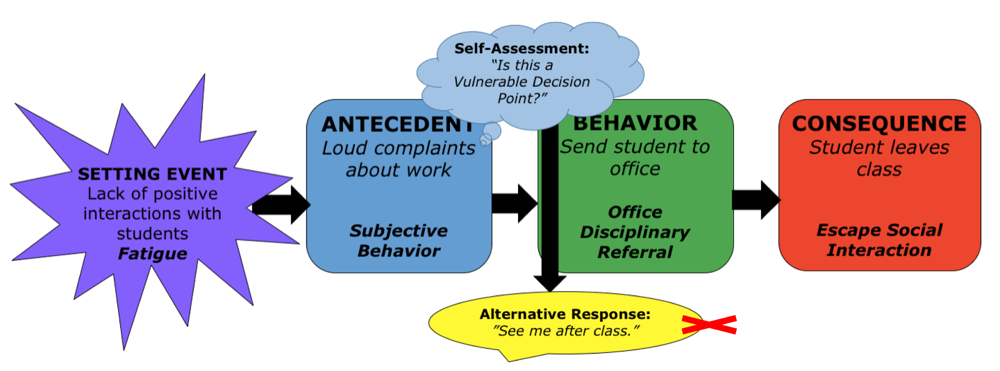 Self-Assessment:
“Is this a
Vulnerable Decision
Point?”
SETTING EVENT
Lack of positive
interactions with
students
Fatigue
ANTECEDENT
Loud complaints
about work
Subjective
Behavior
BEHAVIOR
Send student to
office
Office
Disciplinary
Referral
CONSEQUENCE
Student leaves
class
Escape Social
Interaction
Alternative Response:
”See me after class.”